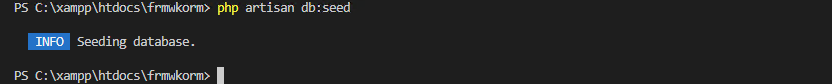 PS C:\xampp\htdocs\frmwkorm> php artisan db:seed
INFO Seeding database.
PS C:\xampp\htdocs\frmwkorm>